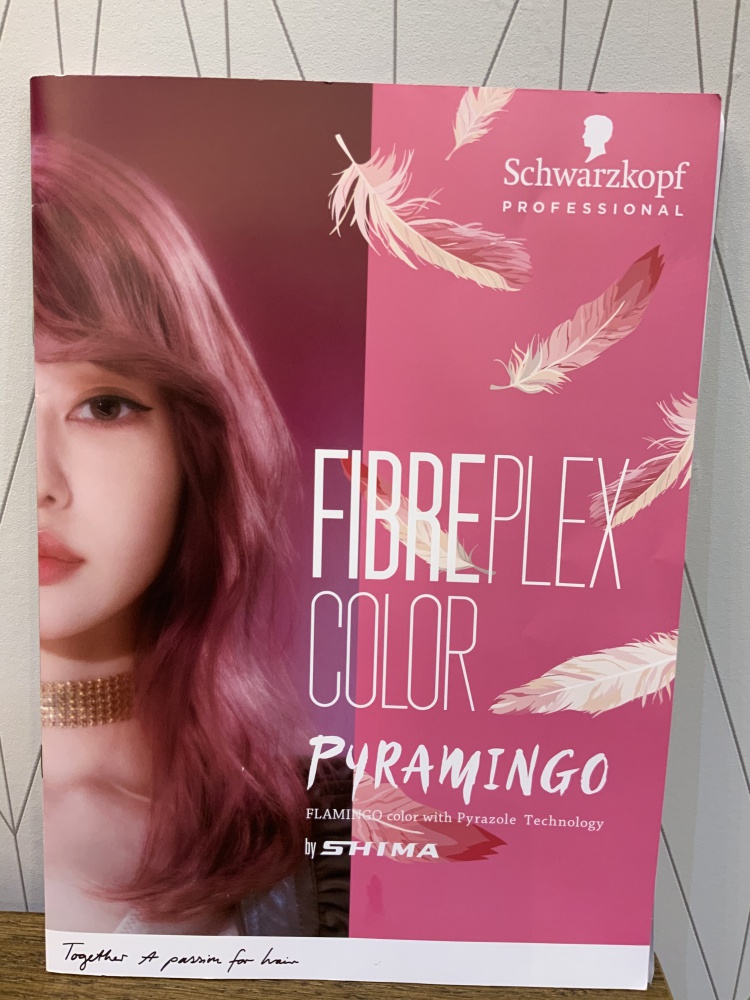 Schwarzkopf
PROFESSIONAL
FIBREPLEX
COLOR
PYRAMINGO
FLAMINGO color with Pyrazole Technology
by SHIMA
Together A passion for hair